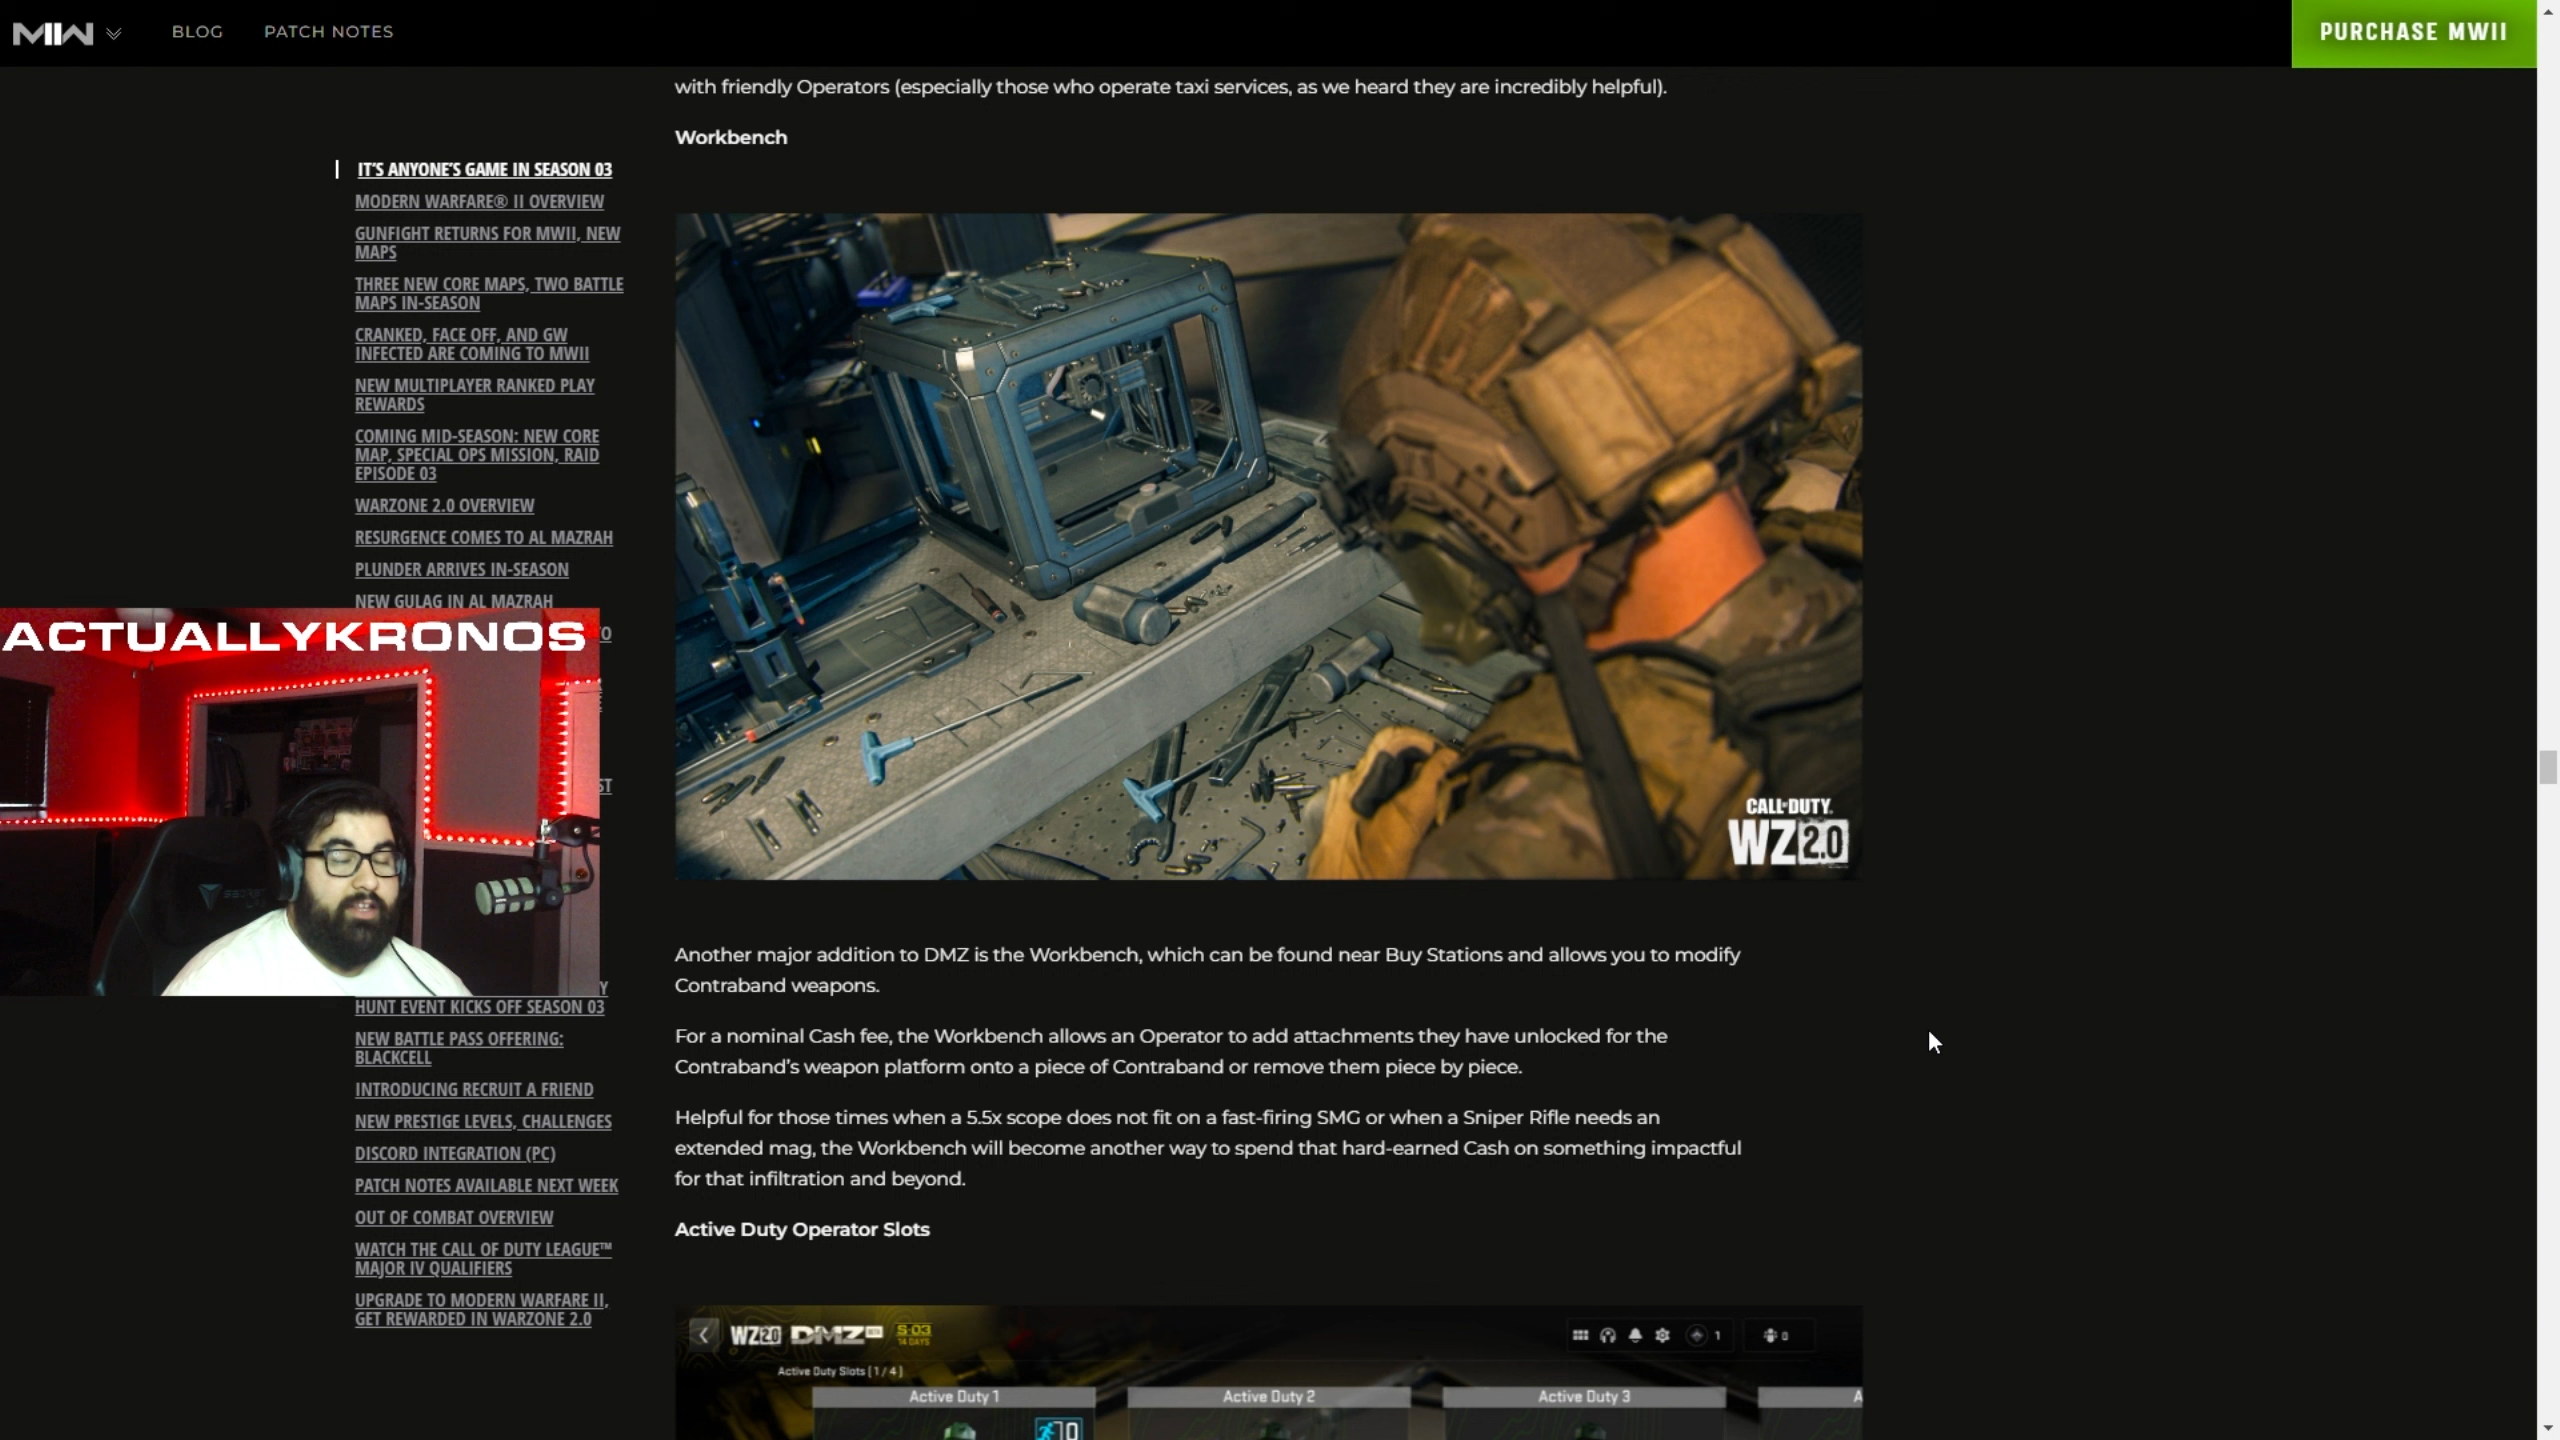 MW
BLOG
PATCH NOTES
PURCHASE MWII
with friendly Operators (especially those who operate taxi services, as we heard they are incredibly helpful).
Workbench
IT'S ANYONE'S GAME IN SEASON 03
MODERN WARFARE® II OVERVIEW
GUNFIGHT RETURNS FOR MWII, NEW
MAPS
THREE NEW CORE MAPS, TWO BATTLE
MAPS IN-SEASON
CRANKED, FACE OFF, AND GW
INFECTED ARE COMING TO MWII
NEW MULTIPLAYER RANKED PLAY
REWARDS
COMING MID-SEASON: NEW CORE
MAP, SPECIAL OPS MISSION, RAID
EPISODE 03
WARZONE 2.0 OVERVIEW
RESURGENCE COMES TO AL MAZRAH
PLUNDER ARRIVES IN-SEASON
NEW GULAG IN AL MAZRAH
ACTUALLYKRONOS
HUNT EVENT KICKS OFF SEASON 03
NEW BATTLE PASS OFFERING:
BLACKCELL
INTRODUCING RECRUIT A FRIEND
NEW PRESTIGE LEVELS, CHALLENGES
DISCORD INTEGRATION (PC)
PATCH NOTES AVAILABLE NEXT WEEK
OUT OF COMBAT OVERVIEW
WATCH THE CALL OF DUTY LEAGUE™
MAJOR IV QUALIFIERS
UPGRADE TO MODERN WARFARE II,
GET REWARDED IN WARZONE 2.0
CALL OF DUTY
WZ 2.0
Another major addition to DMZ is the Workbench, which can be found near Buy Stations and allows you to modify
Contraband weapons.
For a nominal Cash fee, the Workbench allows an Operator to add attachments they have unlocked for the
Contraband's weapon platform onto a piece of Contraband or remove them piece by piece.
Helpful for those times when a 5.5x scope does not fit on a fast-firing SMG or when a Sniper Rifle needs an
extended mag, the Workbench will become another way to spend that hard-earned Cash on something impactful
for that infiltration and beyond.
Active Duty Operator Slots
WZ2.0 DMZ S-03
14 DAYS
1
0
Active Duty Slots [1/4]
Active Duty 1
Active Duty 2
Active Duty 3
A
0